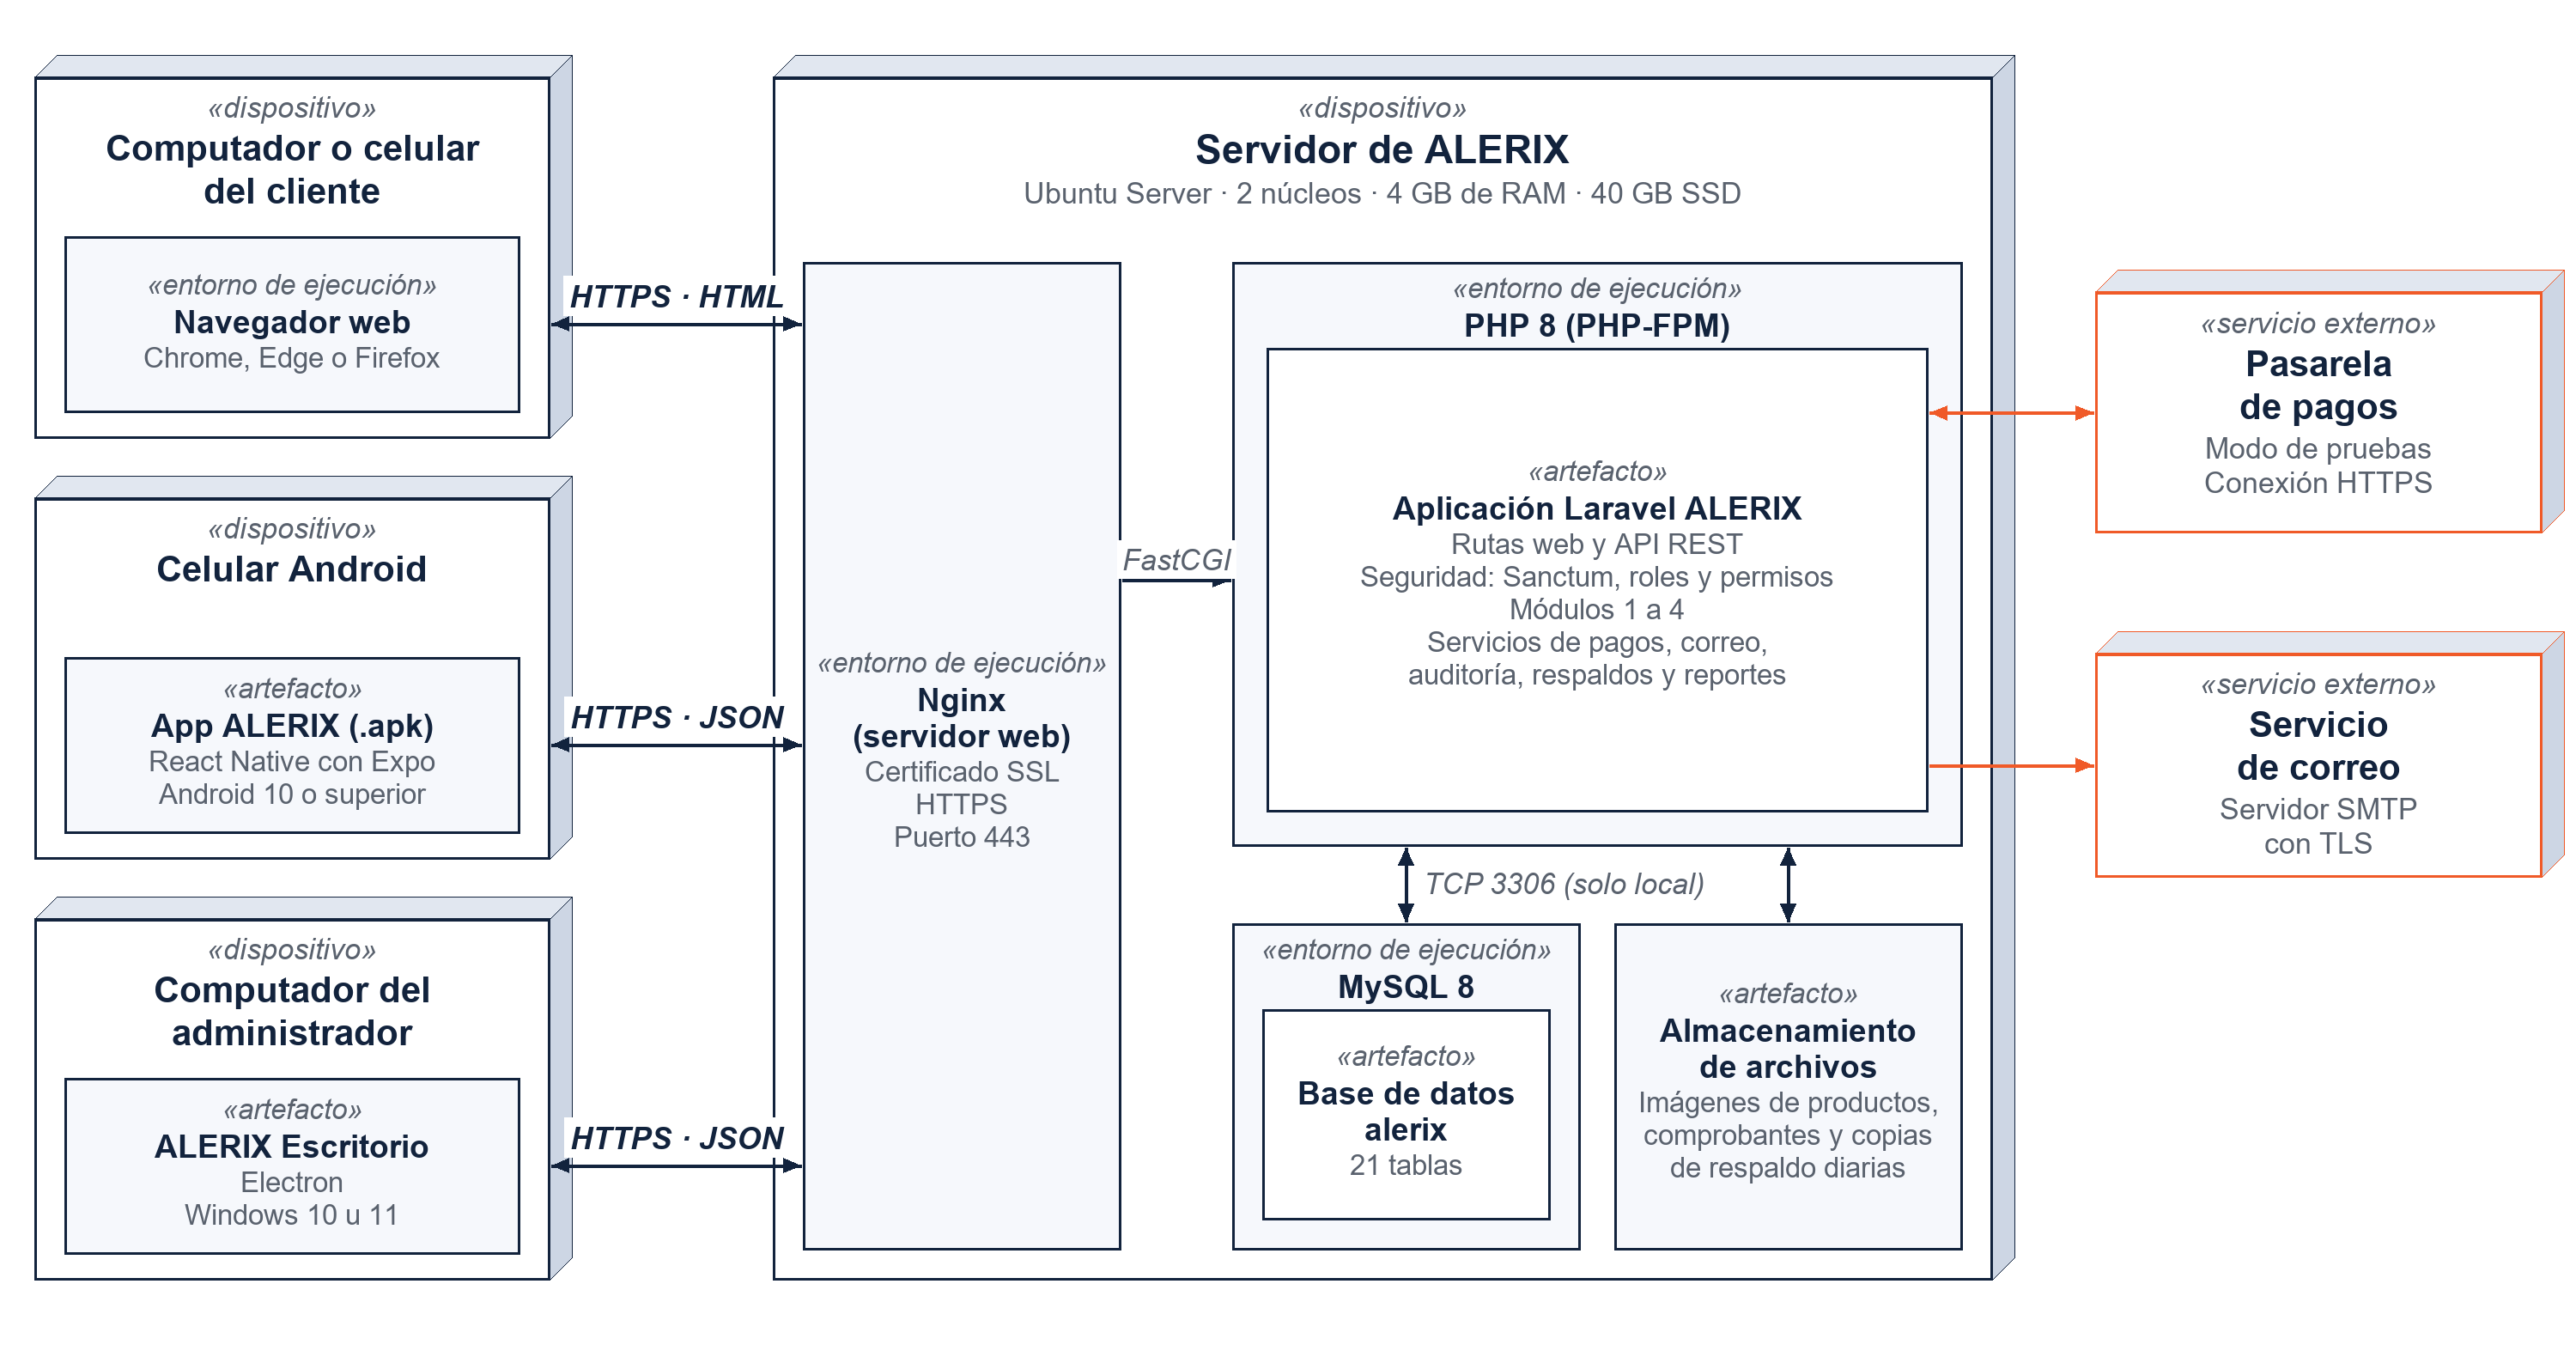 «dispositivo»
Computador o celular
del cliente
«entorno de ejecución»
Navegador web
Chrome, Edge o Firefox
«dispositivo»
Celular Android
«artefacto»
App ALERIX (.apk)
React Native con Expo
Android 10 o superior
«dispositivo»
Computador del
administrador
«artefacto»
ALERIX Escritorio
Electron
Windows 10 u 11
HTTPS · HTML
HTTPS · JSON
HTTPS · JSON
«dispositivo»
Servidor de ALERIX
Ubuntu Server · 2 núcleos · 4 GB de RAM · 40 GB SSD
«entorno de ejecución»
Nginx
(servidor web)
Certificado SSL
HTTPS
Puerto 443
FastCGI
«entorno de ejecución»
PHP 8 (PHP-FPM)
«artefacto»
Aplicación Laravel ALERIX
Rutas web y API REST
Seguridad: Sanctum, roles y permisos
Módulos 1 a 4
Servicios de pagos, correo,
auditoría, respaldos y reportes
TCP 3306 (solo local)
«entorno de ejecución»
MySQL 8
«artefacto»
Base de datos
alerix
21 tablas
«artefacto»
Almacenamiento
de archivos
Imágenes de productos,
comprobantes y copias
de respaldo diarias
«servicio externo»
Pasarela
de pagos
Modo de pruebas
Conexión HTTPS
«servicio externo»
Servicio
de correo
Servidor SMTP
con TLS